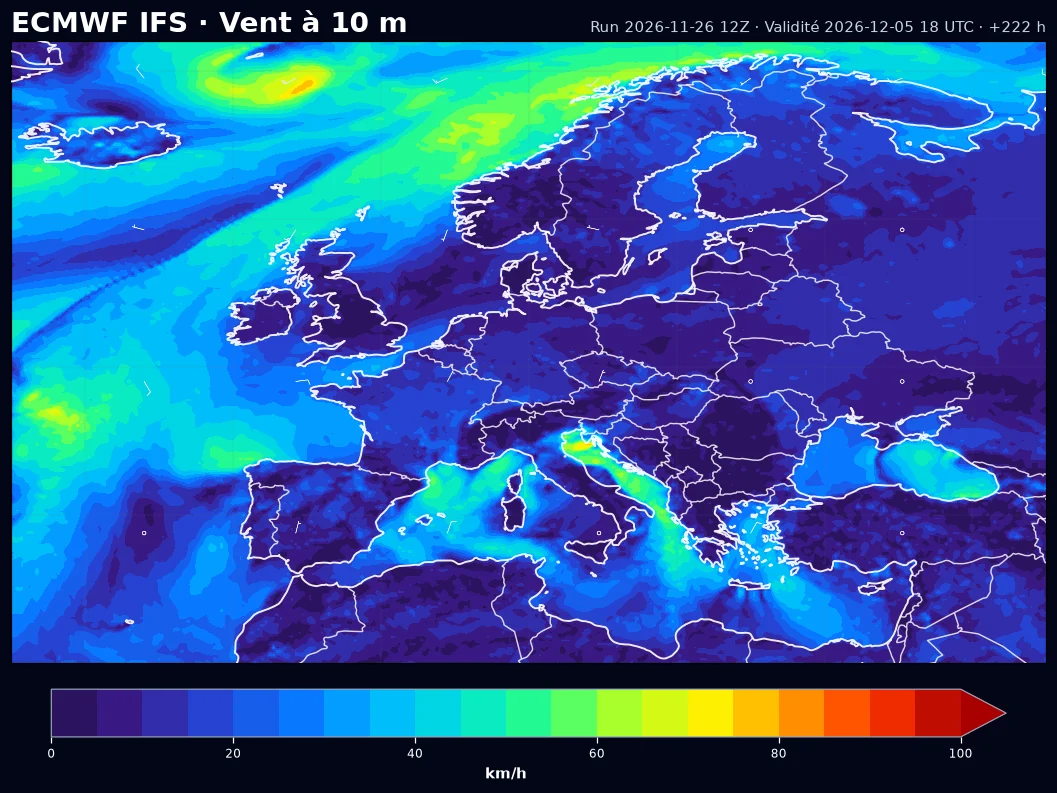 ECMWF IFS · Vent à 10 m
Run 2026-11-26 12Z · Validité 2026-12-05 18 UTC · +222 h
0 20 40 60 80 100
km/h